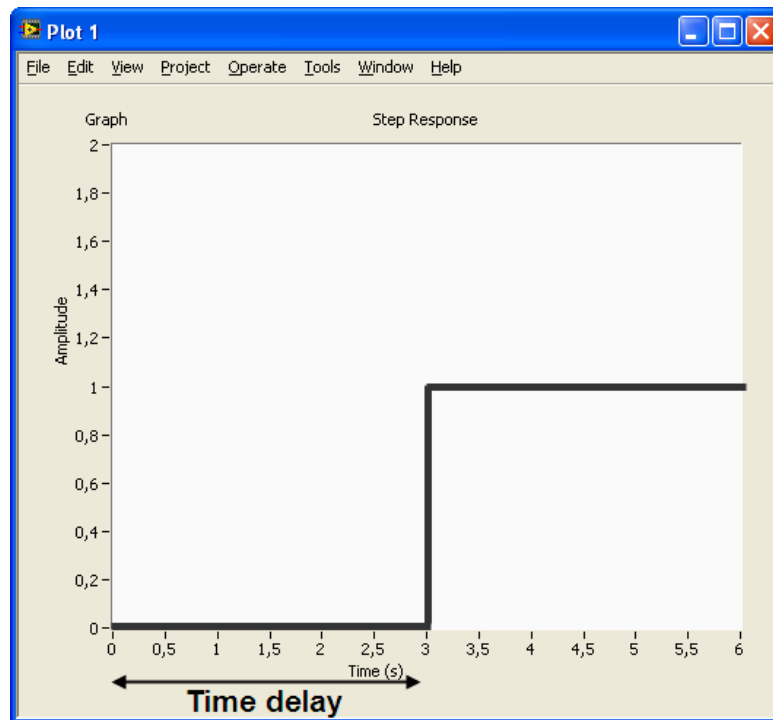 Plot 1
File Edit View Project Operate Tools Window Help
Graph
Step Response
2
1,8
1,6
1,4
1,2
1
0,8
0,6
0,4
0,2
0
Amplitude
0 0,5 1 1,5 2 2,5 3 3,5 4 4,5 5 5,5 6
Time (s)
Time delay